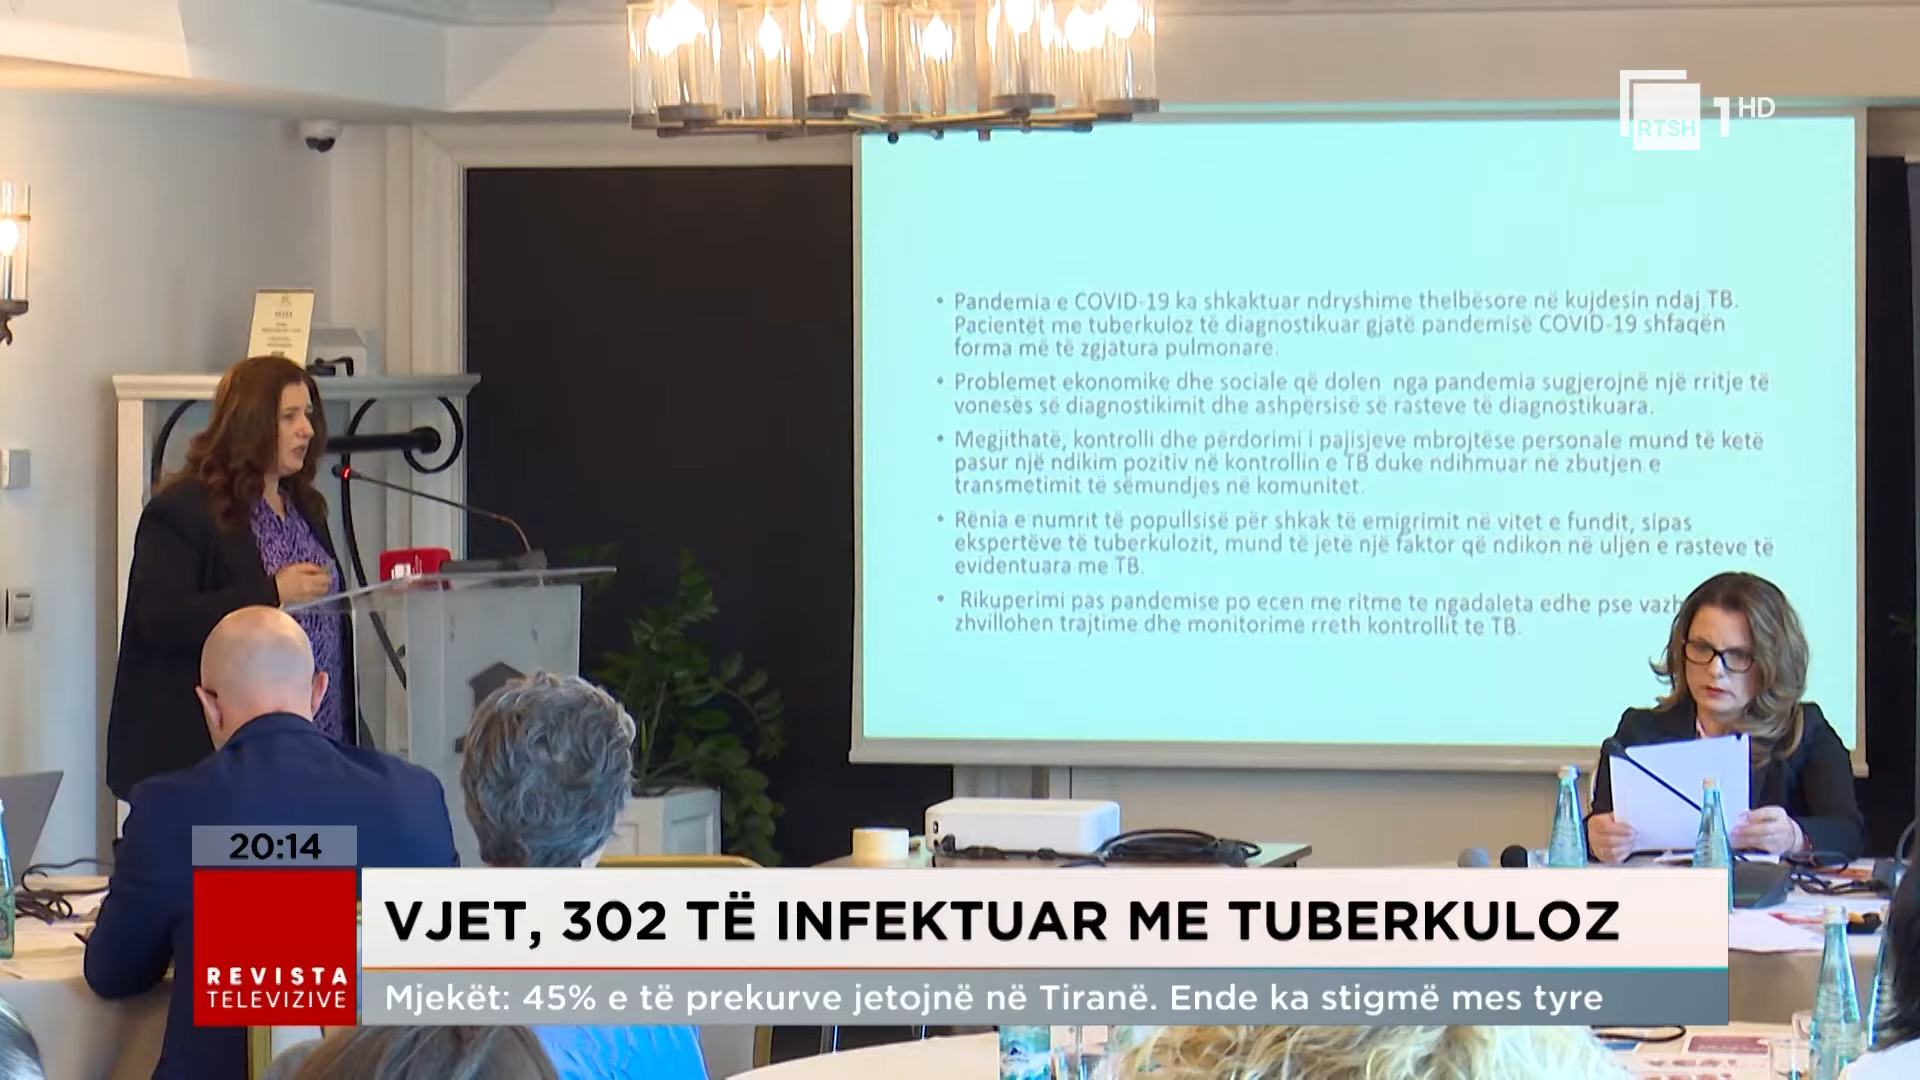 RTSH 1 HD
• Pandemia e COVID-19 ka shkaktuar ndryshime thelbësore në kujdesin ndaj TB.
Pacientët me tuberkuloz të diagnostikuar gjatë pandemisë COVID-19 shfaqën
forma më të zgjatura pulmonare.
• Problemet ekonomike dhe sociale që dolen nga pandemia sugjerojnë një rritje të
vonesës së diagnostikimit dhe ashpërsisë së rasteve të diagnostikuara.
• Megjithatë, kontrolli dhe përdorimi i pajisjeve mbrojtëse personale mund të ketë
pasur një ndikim pozitiv në kontrollin e TB duke ndihmuar në zbutjen e
transmetimit të sëmundjes në komunitet.
• Rënia e numrit të popullsisë për shkak të emigrimit në vitet e fundit, sipas
ekspertëve të tuberkulozit, mund të jetë një faktor që ndikon në uljen e rasteve të
evidentuara me TB.
• Rikuperimi pas pandemise po ecen me ritme te ngadaleta edhe pse
zhvillohen trajtime dhe monitorime rreth kontrollit te TB.
20:14
VJET, 302 TË INFEKTUAR ME TUBERKULOZ
REVISTA
TELEVIZIVE
Mjekët: 45% e të prekurve jetojnë në Tiranë. Ende ka stigmë mes tyre